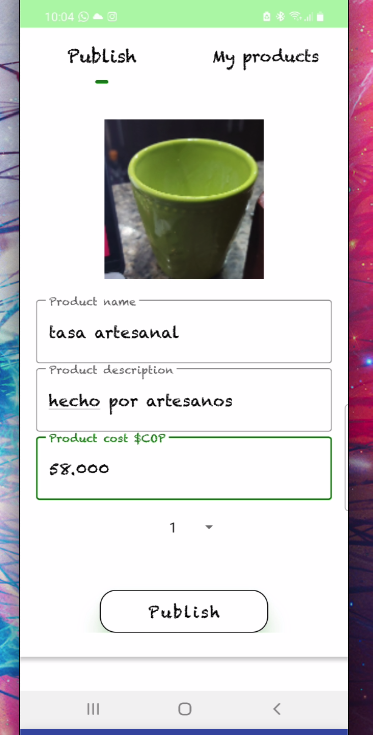 10:04
Publish My products
Product name
tasa artesanal
Product description
hecho por artesanos
Product cost $COP
58.000
1
Publish